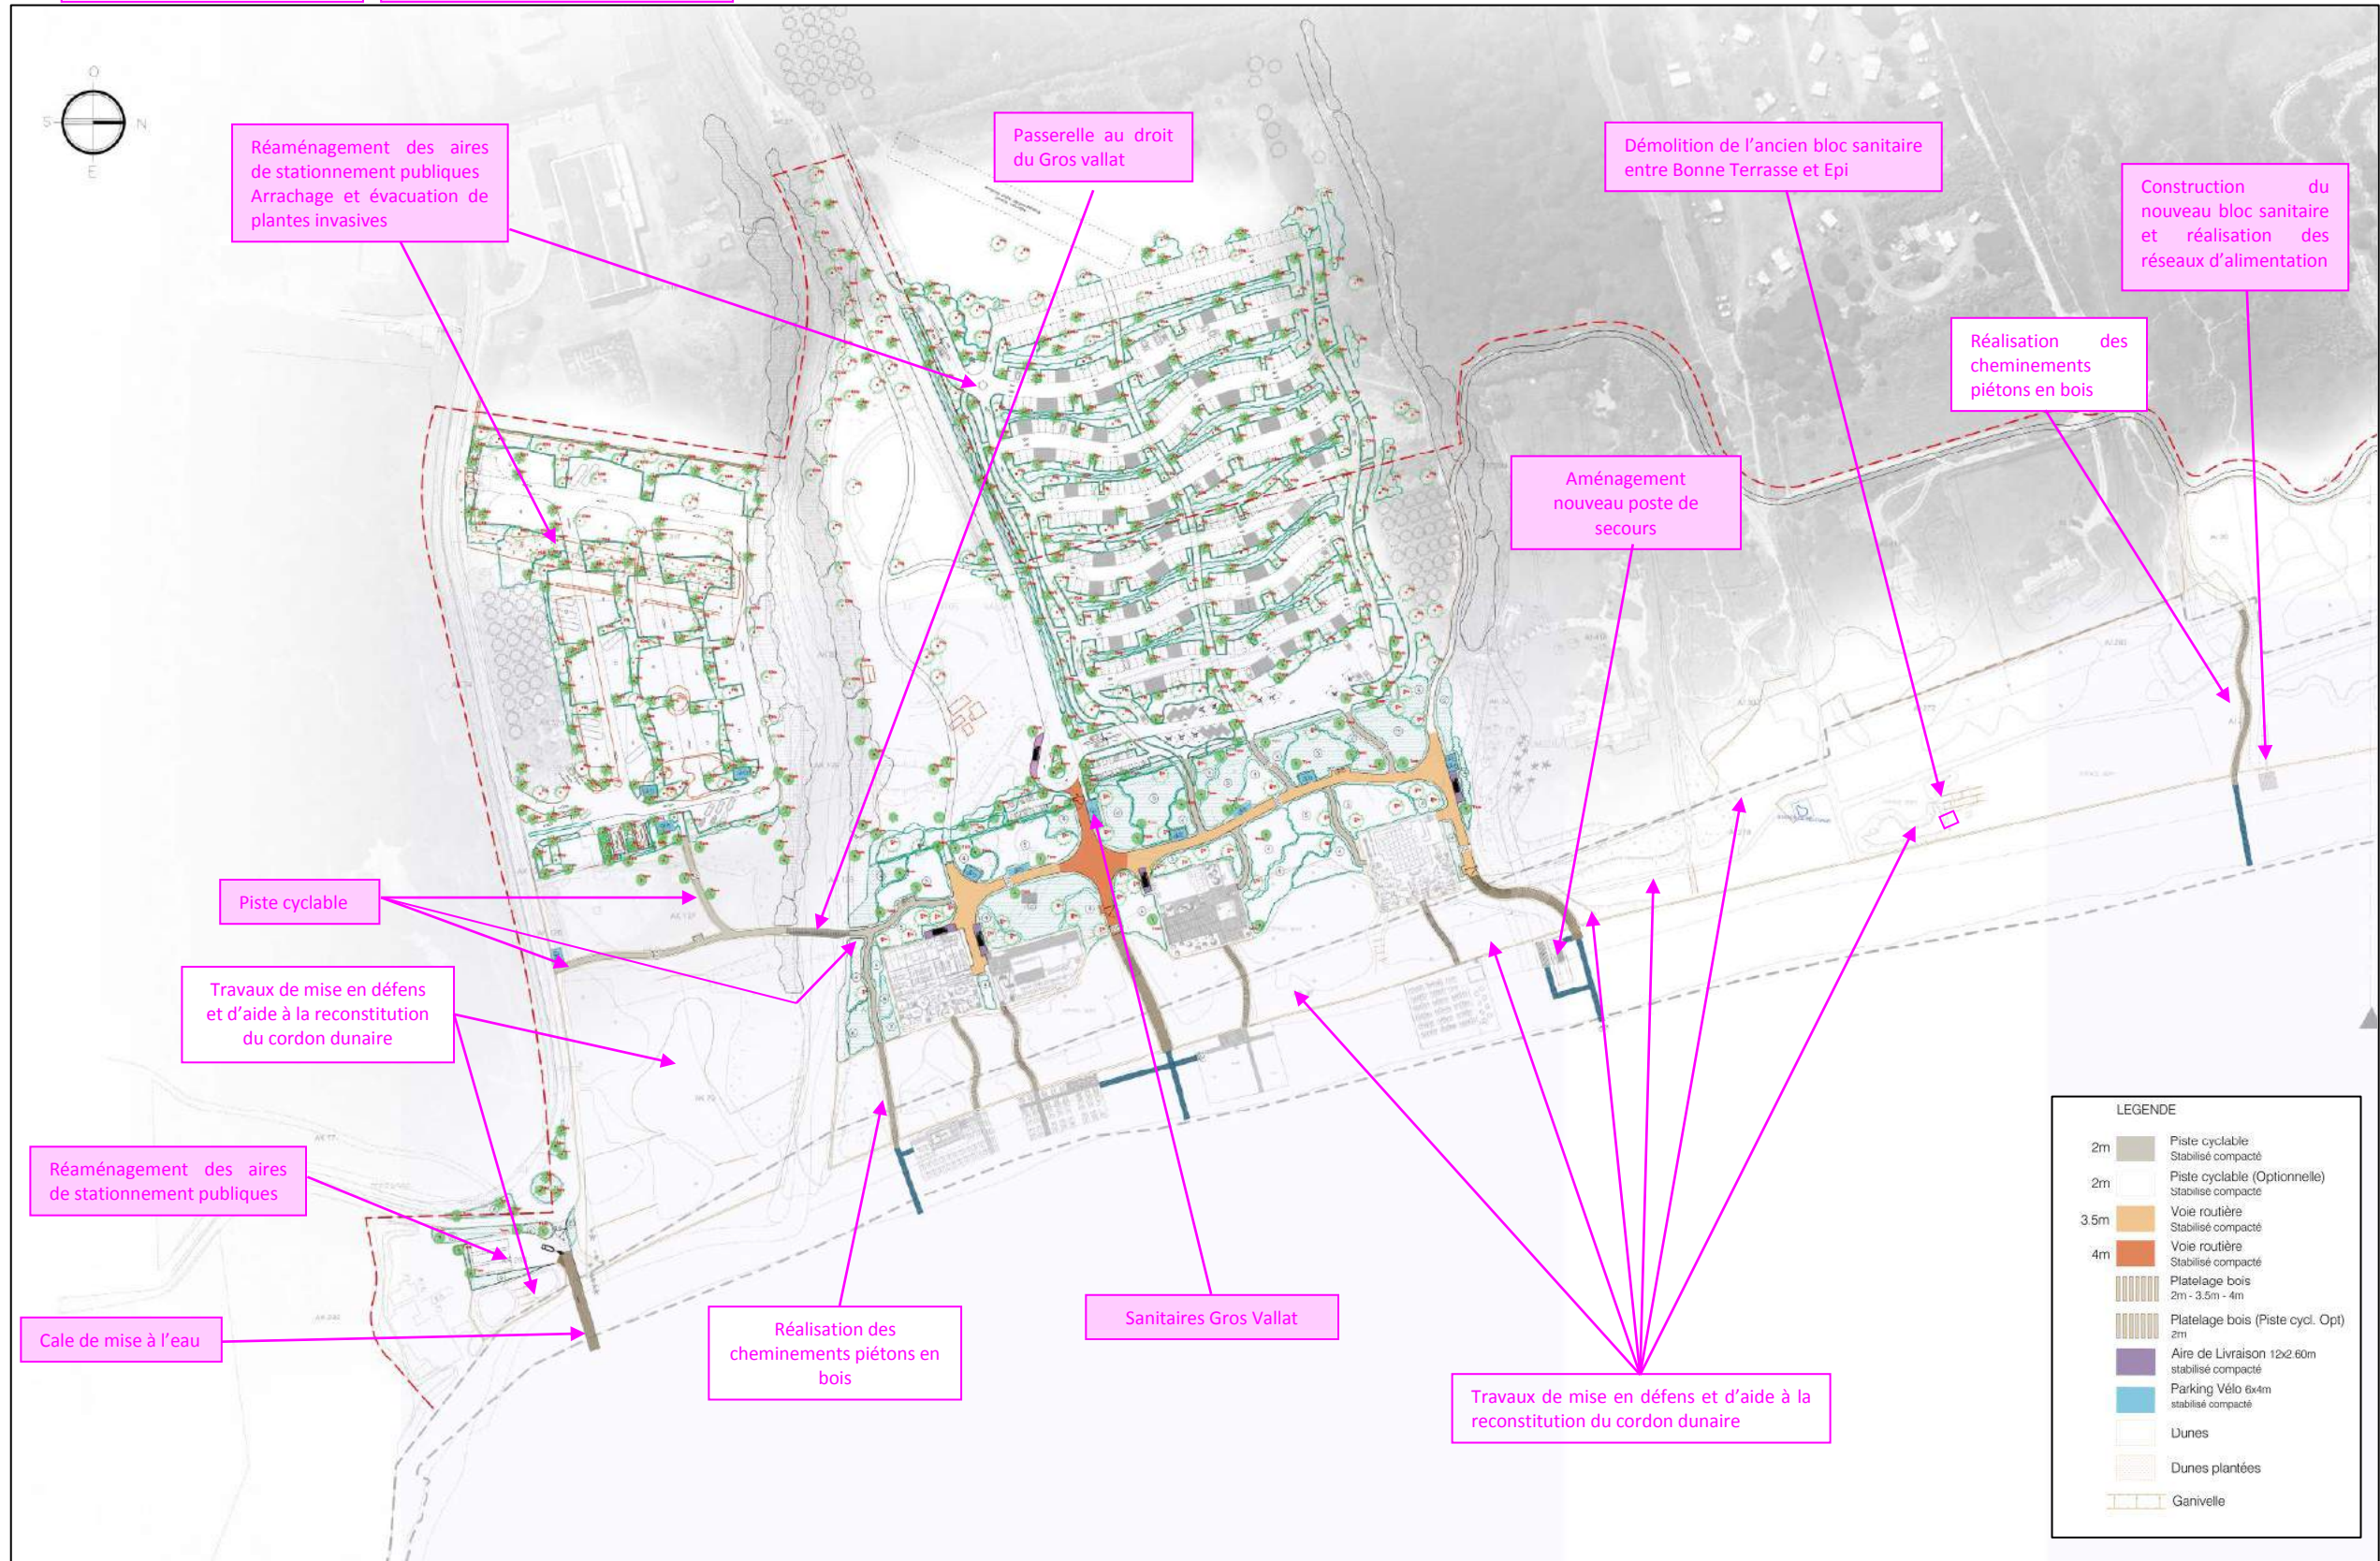 O
S
N
E
Réaménagement des aires
de stationnement publiques
Arrachage et évacuation de
plantes invasives
Passerelle au droit
du Gros vallat
Démolition de l'ancien bloc sanitaire
entre Bonne Terrasse et Epi
Construction du
nouveau bloc sanitaire
et réalisation des
réseaux d'alimentation
Réalisation des
cheminements
piétons en bois
Aménagement
nouveau poste de
secours
Piste cyclable
Travaux de mise en défens
et d'aide à la reconstitution
du cordon dunaire
Réaménagement des aires
de stationnement publiques
Cale de mise à l'eau
Réalisation des
cheminements piétons en
bois
Sanitaires Gros Vallat
Travaux de mise en défens et d'aide à la
reconstitution du cordon dunaire
LEGENDE
2m Piste cyclable
Stabilisé compacté
2m Piste cyclable (Optionnelle)
Stabilisé compacté
3.5m Voie routière
Stabilisé compacté
4m Voie routière
Stabilisé compacté
Platelage bois
2m - 3.5m - 4m
Platelage bois (Piste cycl. Opt)
2m
Aire de Livraison 12x2.60m
stabilisé compacté
Parking Vélo 6x4m
stabilisé compacté
Dunes
Dunes plantées
Ganivelle